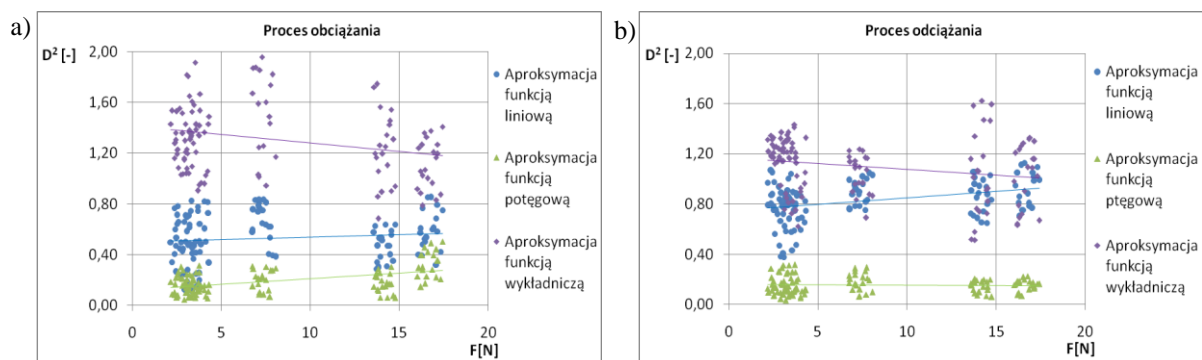 a)
Proces obciążania
D² [-]
2,00
1,60
1,20
0,80
0,40
0,00
0
5
10
15
20
F[N]
Aproksymacja
funkcją
liniową
Aproksymacja
funkcją
potęgową
Aproksymacja
funkcją
wykładniczą
b)
Proces odciążania
D² [-]
2,00
1,60
1,20
0,80
0,40
0,00
0
5
10
15
20
F[N]
Aproksymacja
funkcją
liniową
Aproksymacja
funkcją
ptęgową
Aproksymacja
funkcją
wykładniczą